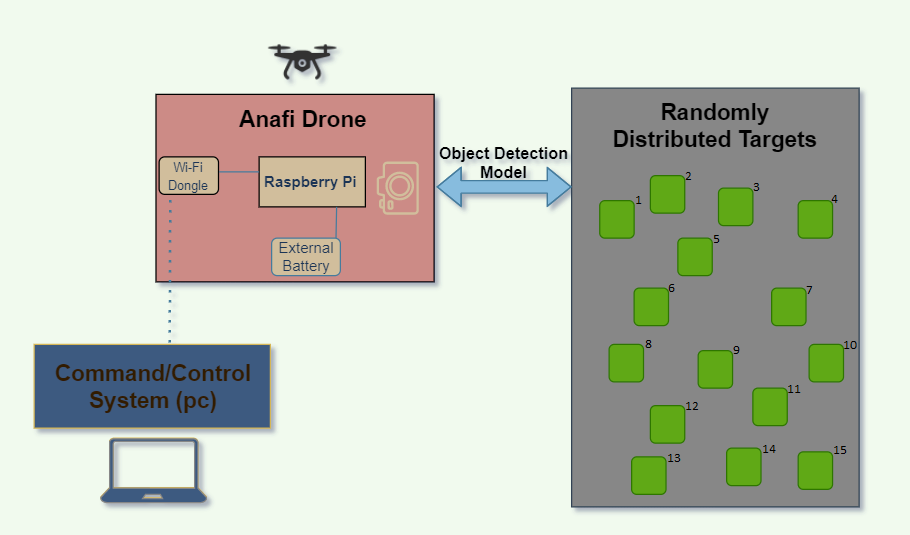 Anafi Drone
Wi-Fi
Dongle
Raspberry Pi
External
Battery
Object Detection
Model
Command/Control
System (pc)
Randomly
Distributed Targets
1
2
3
4
5
6
7
8
9
10
11
12
13
14
15